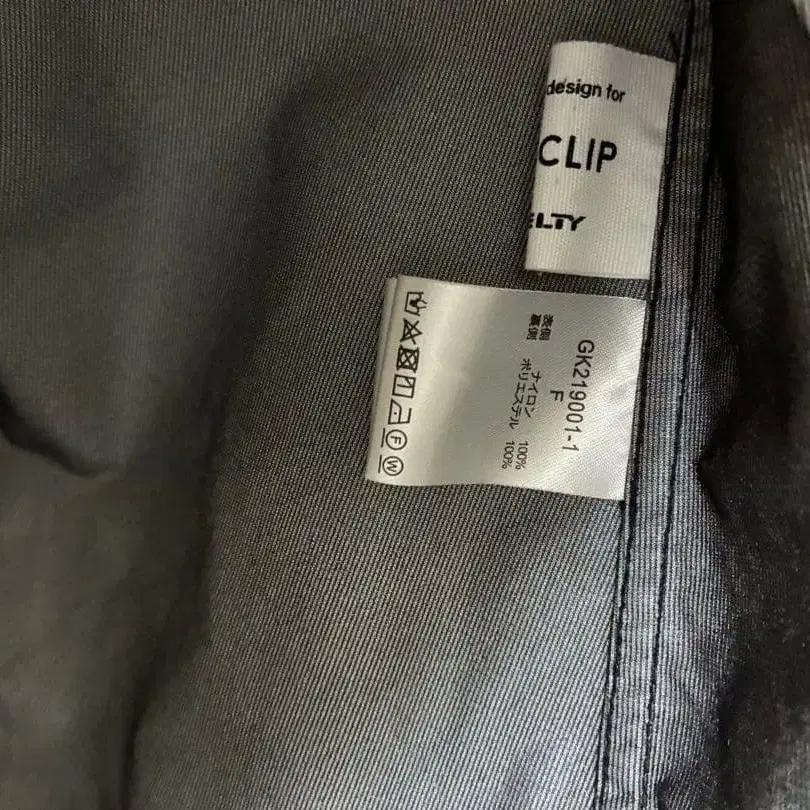 design for
CLIP
ELTY
GK219001-1
F
表側 ナイロン 100%
裏側 ポリエステル 100%
F
W